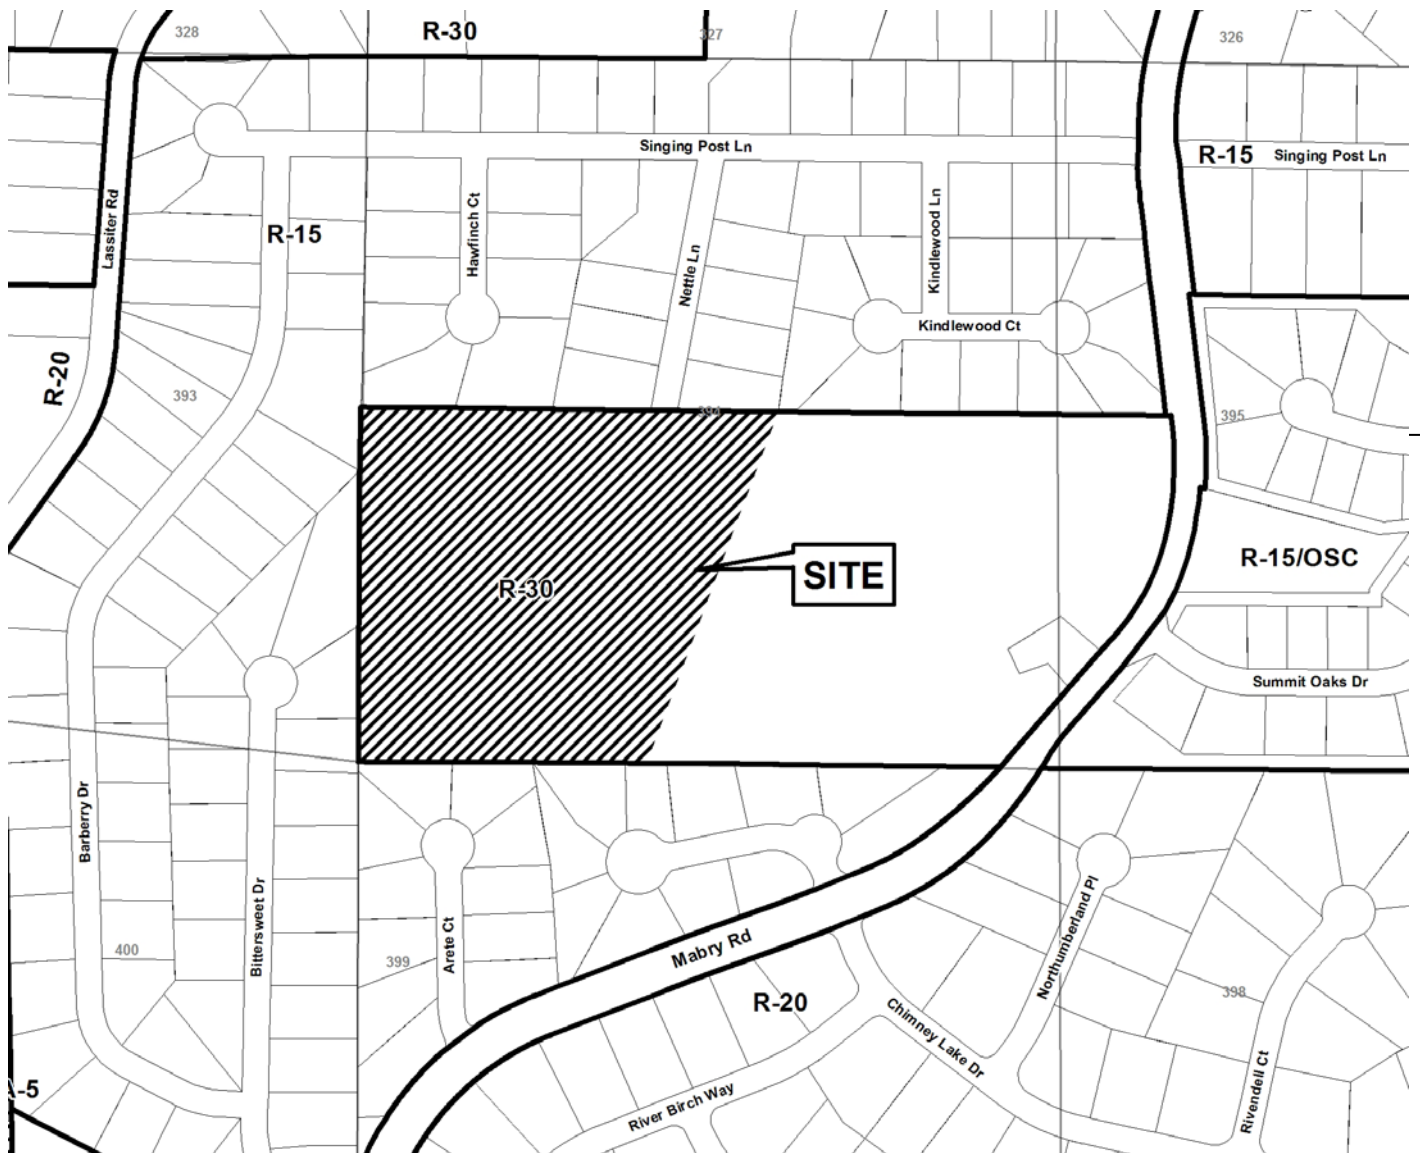 328
R-30
327
326
Singing Post Ln
R-15
Singing Post Ln
Lassiter Rd
R-15
Hawfinch Ct
Nettle Ln
Kindlewood Ln
Kindlewood Ct
R-20
393
394
395
SITE
R-30
R-15/OSC
Summit Oaks Dr
Barberry Dr
Bittersweet Dr
Arete Ct
Mabry Rd
Northumberland Pl
400
399
398
R-20
Chimney Lake Dr
River Birch Way
Rivendell Ct
-5